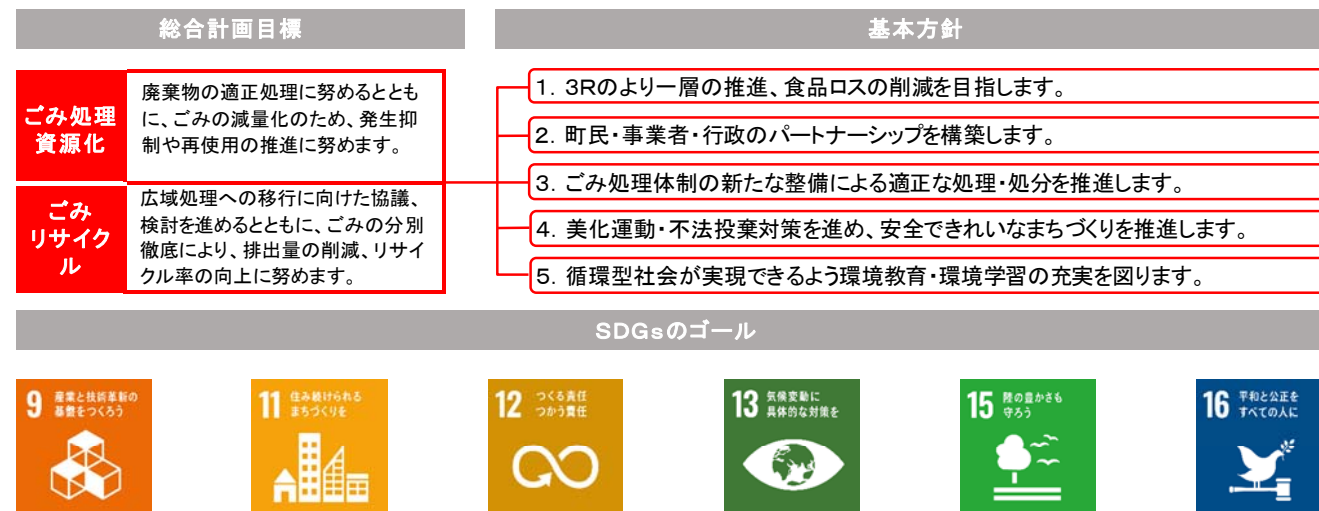 総合計画目標
基本方針
ごみ処理
資源化
廃棄物の適正処理に努めるととも
に、ごみの減量化のため、発生抑
制や再使用の推進に努めます。
ごみ
リサイク
ル
広域処理への移行に向けた協議、
検討を進めるとともに、ごみの分別
徹底により、排出量の削減、リサイ
クル率の向上に努めます。
1. 3Rのより一層の推進、食品ロスの削減を目指します。
2. 町民・事業者・行政のパートナーシップを構築します。
3. ごみ処理体制の新たな整備による適正な処理・処分を推進します。
4. 美化運動・不法投棄対策を進め、安全できれいなまちづくりを推進します。
5. 循環型社会が実現できるよう環境教育・環境学習の充実を図ります。
SDGsのゴール
9 産業と技術革新の
基盤をつくろう
11 住み続けられる
まちづくりを
12 つくる責任
つかう責任
13 気候変動に
具体的な対策を
15 陸の豊かさも
守ろう
16 平和と公正を
すべての人に